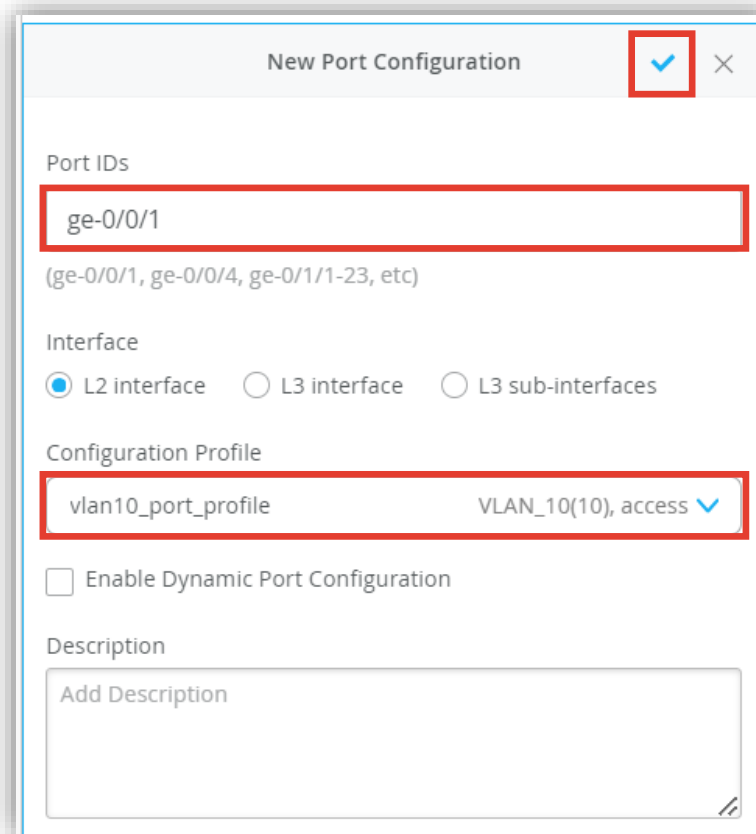 New Port Configuration
Port IDs
ge-0/0/1
(ge-0/0/1, ge-0/0/4, ge-0/1/1-23, etc)
Interface
L2 interface L3 interface L3 sub-interfaces
Configuration Profile
vlan10_port_profile VLAN_10(10), access
Enable Dynamic Port Configuration
Description
Add Description